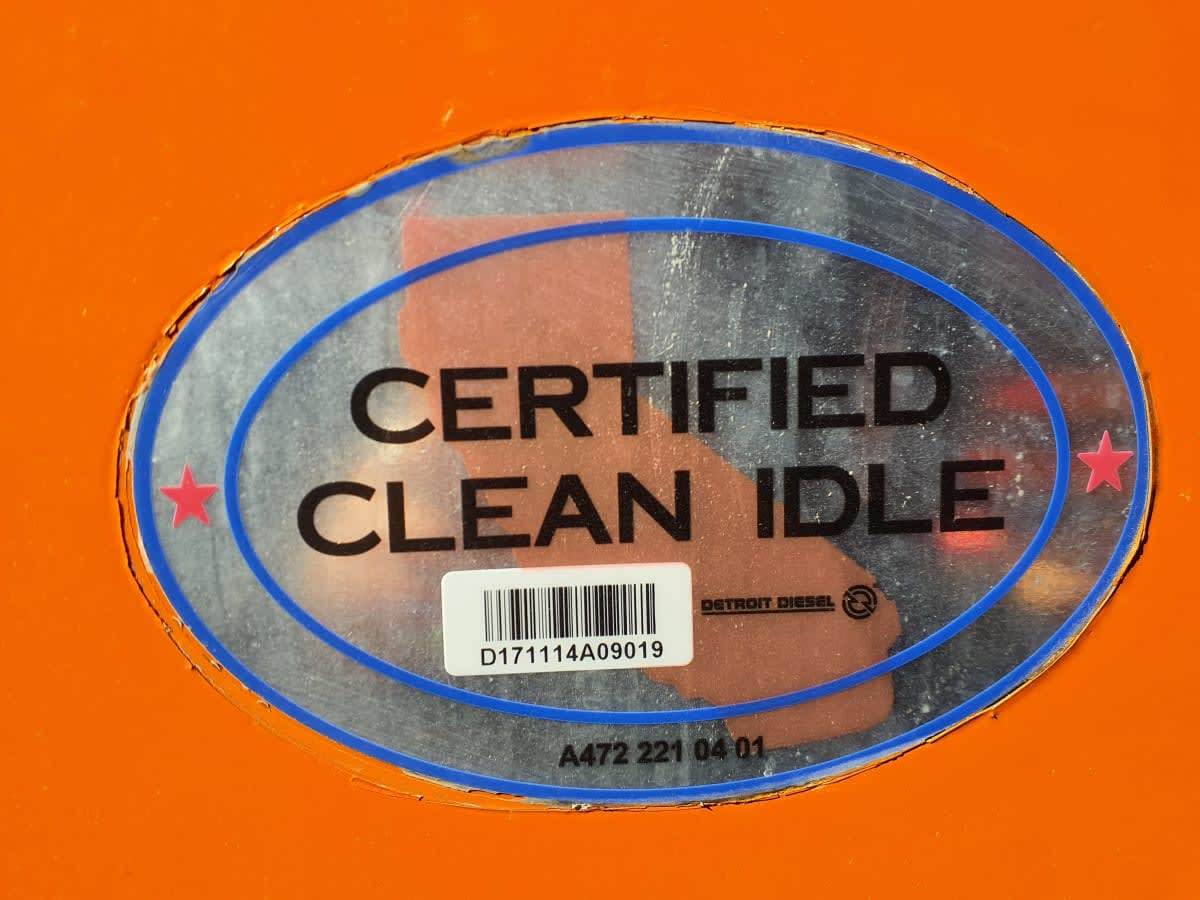 CERTIFIED
CLEAN IDLE
DETROIT DIESEL
D171114A09019
A472 221 04 01